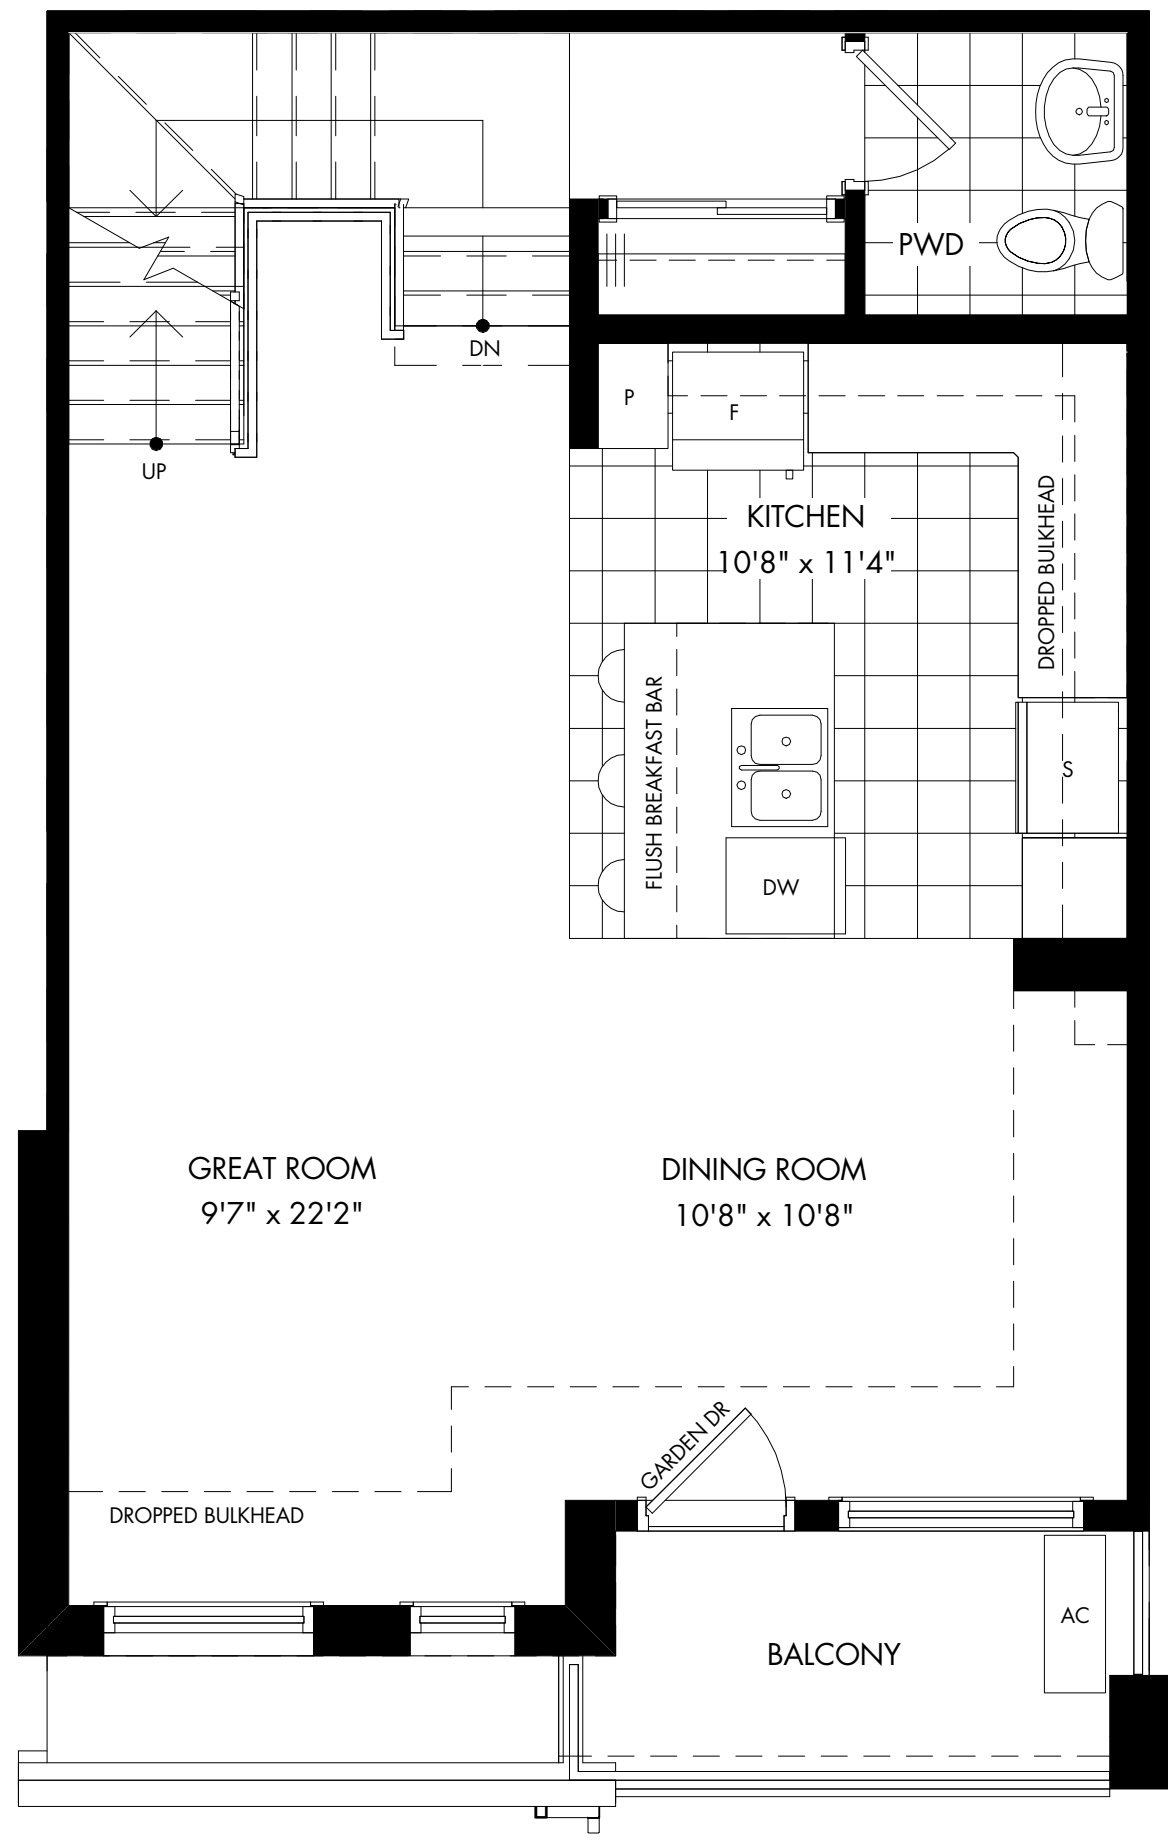 PWD
DN
UP
P
F
KITCHEN
10'8" x 11'4"
DROPPED BULKHEAD
FLUSH BREAKFAST BAR
S
DW
GREAT ROOM
9'7" x 22'2"
DINING ROOM
10'8" x 10'8"
GARDEN DR
DROPPED BULKHEAD
AC
BALCONY